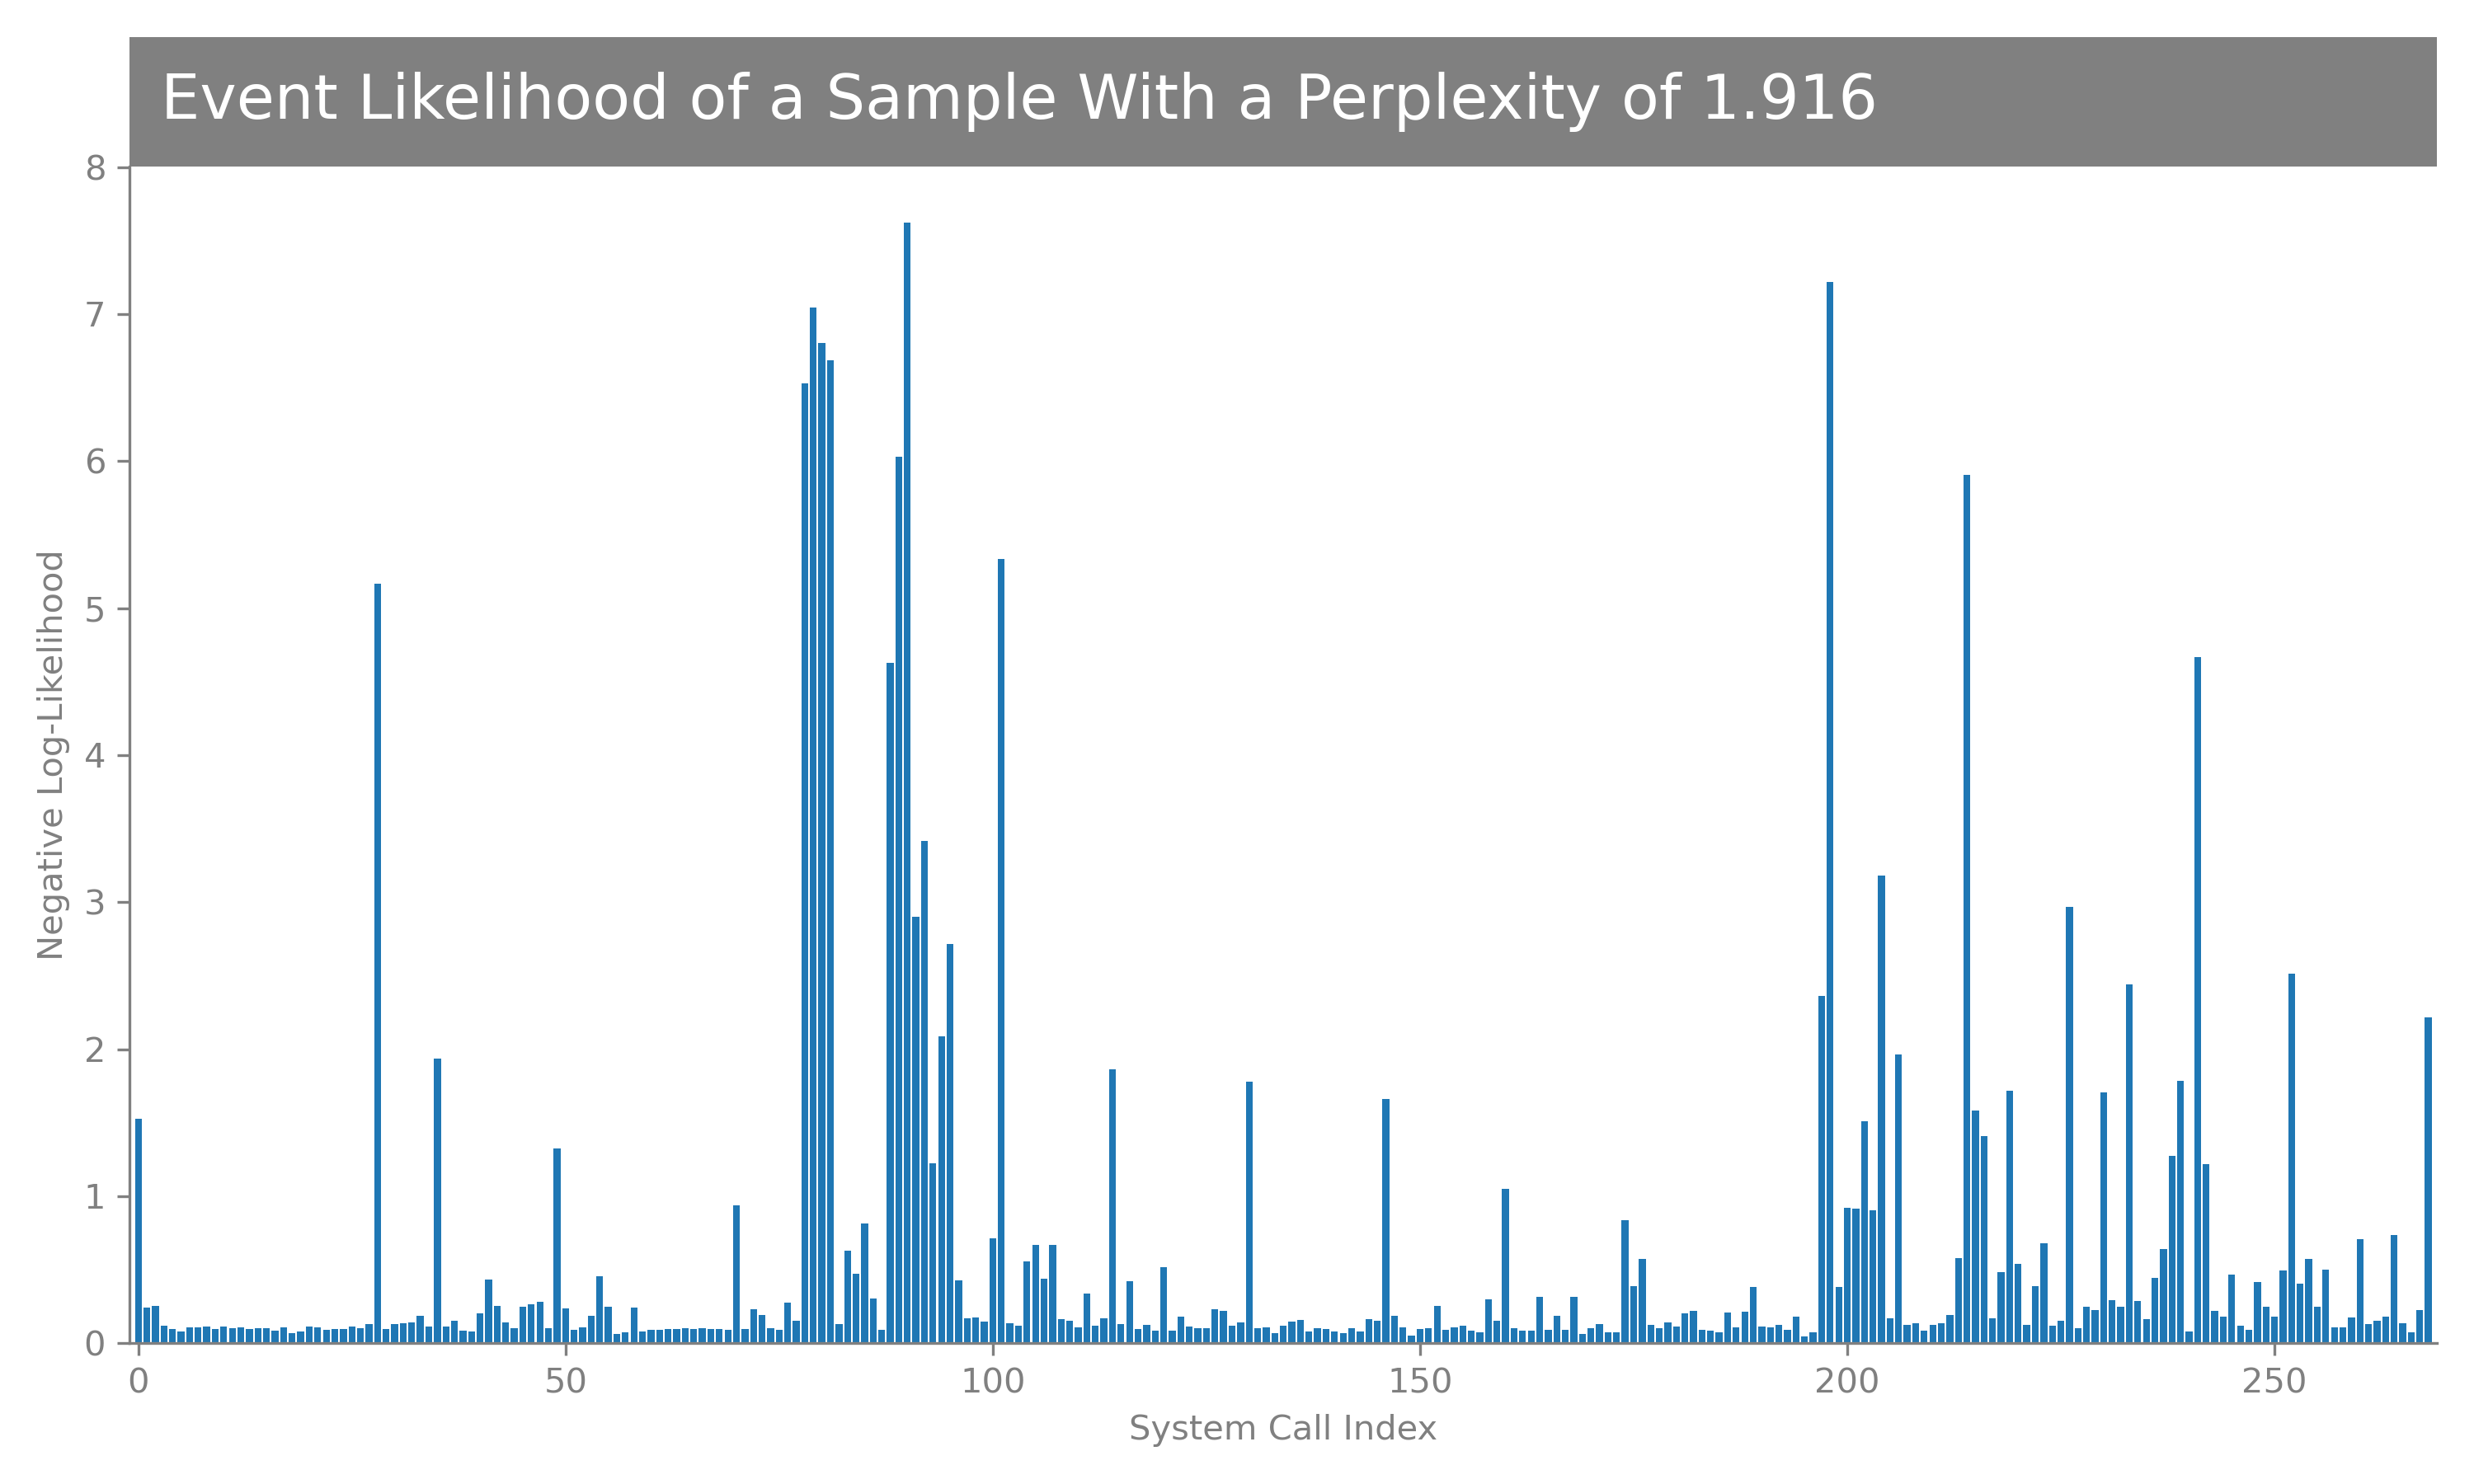 Event Likelihood of a Sample With a Perplexity of 1.916
8
7
6
5
4
3
2
1
0
Negative Log-Likelihood
0 50 100 150 200 250
System Call Index